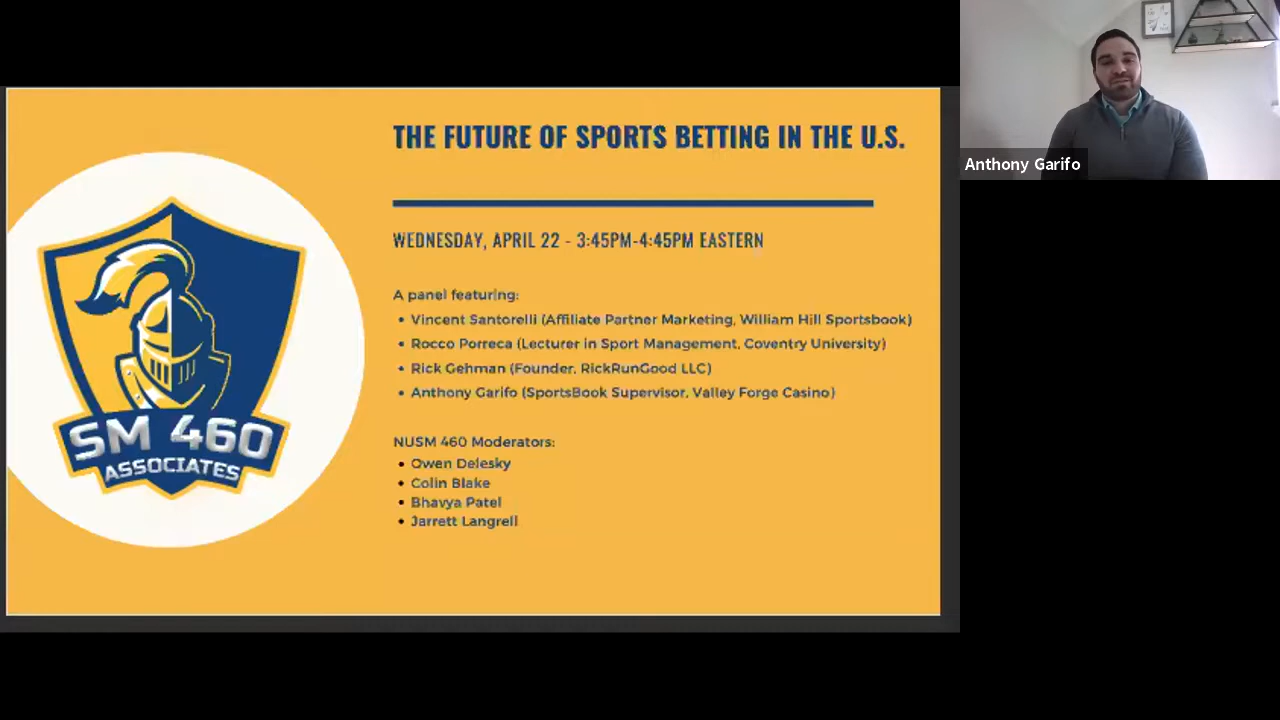 THE FUTURE OF SPORTS BETTING IN THE U.S.
WEDNESDAY, APRIL 22 - 3:45PM-4:45PM EASTERN
A panel featuring:
• Vincent Santorelli (Affiliate Partner Marketing, William Hill Sportsbook)
• Rocco Porreca (Lecturer in Sport Management, Coventry University)
• Rick Gehman (Founder, RickRunGood LLC)
• Anthony Garifo (SportsBook Supervisor, Valley Forge Casino)
NUSM 460 Moderators:
• Owen Delesky
• Colin Blake
• Bhavya Patel
• Jarrett Langrell
SM 460
ASSOCIATES
Anthony Garifo